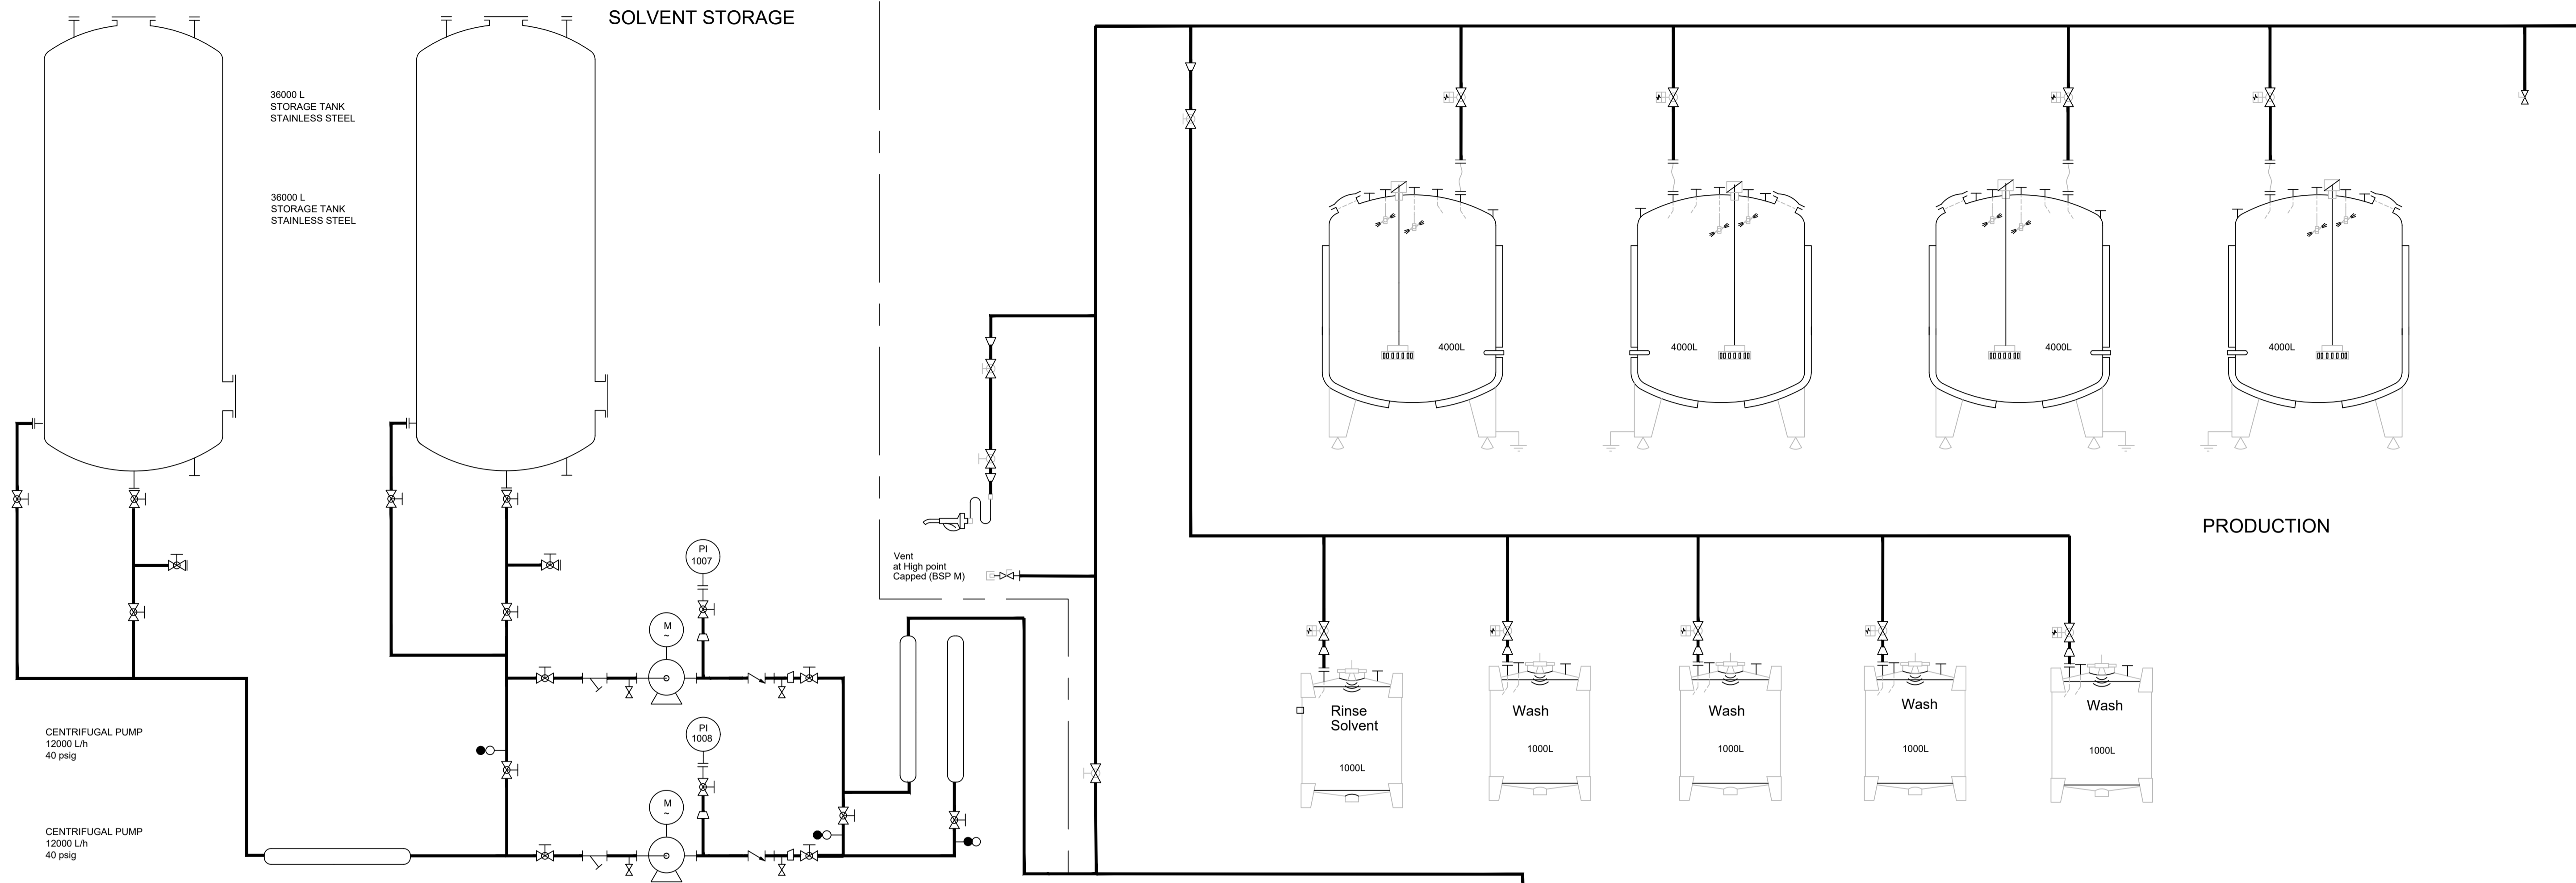 SOLVENT STORAGE
36000 L
STORAGE TANK
STAINLESS STEEL
36000 L
STORAGE TANK
STAINLESS STEEL
4000L
4000L
4000L
4000L
PRODUCTION
PI
1007
Vent
at High point
Capped (BSP M)
M
~
PI
1008
M
~
CENTRIFUGAL PUMP
12000 L/h
40 psig
CENTRIFUGAL PUMP
12000 L/h
40 psig
Rinse
Solvent
1000L
Wash
1000L
Wash
1000L
Wash
1000L
Wash
1000L